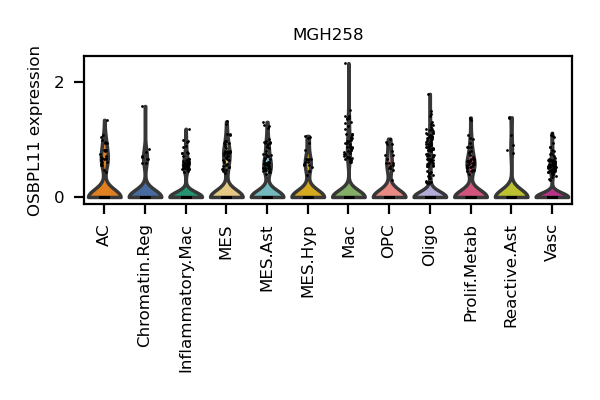 MGH258
OSBPL11 expression
2
0
AC
Chromatin.Reg
Inflammatory.Mac
MES
MES.Ast
MES.Hyp
Mac
OPC
Oligo
Prolif.Metab
Reactive.Ast
Vasc